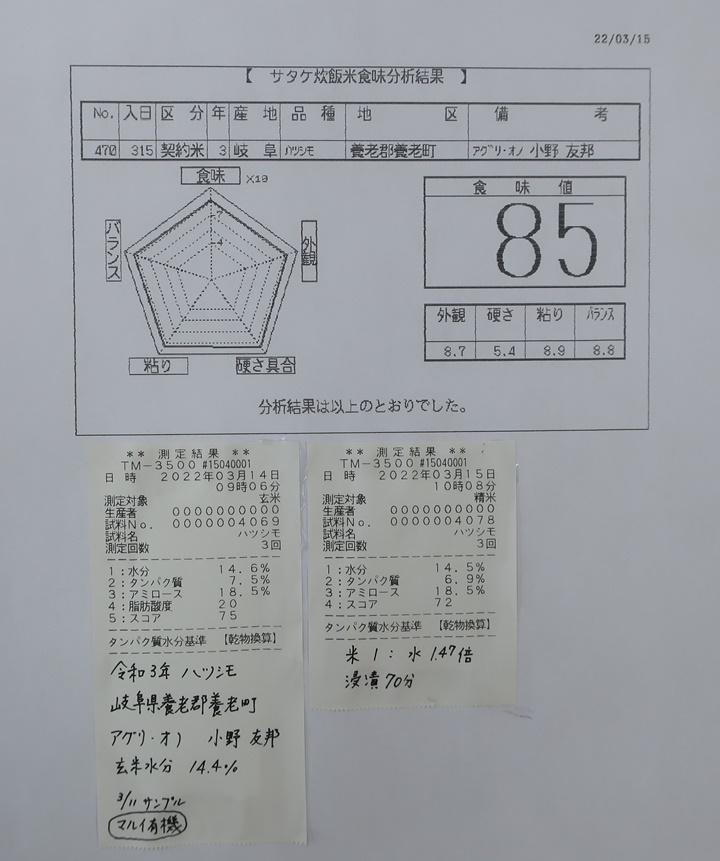 22/03/15
【 サタケ炊飯米食味分析結果 】
No. 入日 区分 年 産地 品種 地区 備考
470 315 契約米 3 岐阜 ハツシモ 養老郡養老町 アグリ・オノ 小野 友邦
食味 X10
7
4
バランス
外観
粘り
硬さ具合
食味値
85
外観 硬さ 粘り バランス
8.7 5.4 8.9 8.8
分析結果は以上のとおりでした。
** 測定結果 **
TM-3500 #15040001
日時 2022年03月14日
09時06分
測定対象 玄米
生産者 0000000000
試料No. 0000004069
試料名 ハツシモ
測定回数 3回
1:水分 14.6%
2:タンパク質 7.5%
3:アミロース 18.5%
4:脂肪酸度 20
5:スコア 75
タンパク質水分基準 【乾物換算】
令和3年 ハツシモ
岐阜県養老郡養老町
アグリ・オノ 小野 友邦
玄米水分 14.4%
3/11 サンプル
マルイ有機
** 測定結果 **
TM-3500 #15040001
日時 2022年03月15日
10時08分
測定対象 精米
生産者 0000000000
試料No. 0000004078
試料名 ハツシモ
測定回数 3回
1:水分 14.5%
2:タンパク質 6.9%
3:アミロース 18.5%
4:スコア 72
タンパク質水分基準 【乾物換算】
米 1 : 水 1.47倍
浸漬 70分